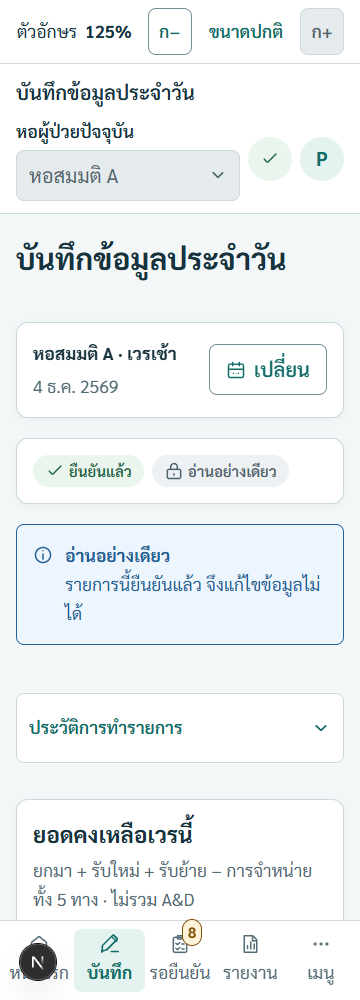 ตัวอักษร 125% ก− ขนาดปกติ ก+
บันทึกข้อมูลประจำวัน
หอผู้ป่วยปัจจุบัน
หอสมมติ A
P
บันทึกข้อมูลประจำวัน
หอสมมติ A · เวรเช้า
4 ธ.ค. 2569
เปลี่ยน
ยืนยันแล้ว อ่านอย่างเดียว
อ่านอย่างเดียว
รายการนี้ยืนยันแล้ว จึงแก้ไขข้อมูลไม่
ได้
ประวัติการทำรายการ
ยอดคงเหลือเวรนี้
ยกมา + รับใหม่ + รับย้าย − การจำหน่าย
ทั้ง 5 ทาง · ไม่รวม A&D
8
N บันทึก รอยืนยัน รายงาน เมนู